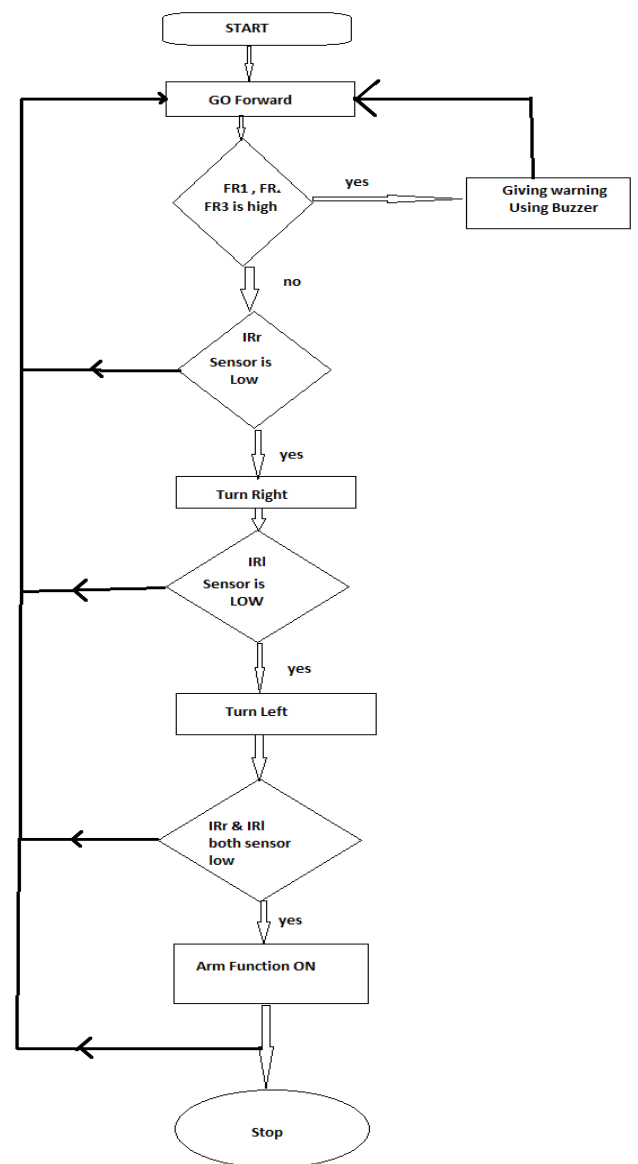 START
GO Forward
FR1 , FR.
FR3 is high
yes
Giving warning
Using Buzzer
no
IRr
Sensor is
Low
yes
Turn Right
IRl
Sensor is
LOW
yes
Turn Left
IRr & IRl
both sensor
low
yes
Arm Function ON
Stop